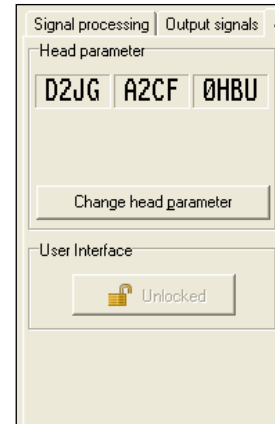 Signal processing Output signals
Head parameter
D2JG A2CF 0HBU
Change head parameter
User Interface
Unlocked